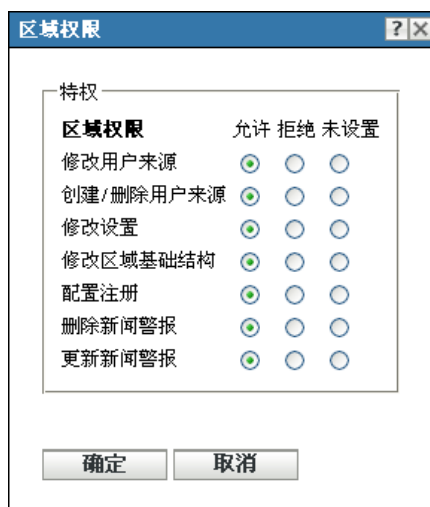 区域权限 ? ×
特权
区域权限 允许 拒绝 未设置
修改用户来源
创建/删除用户来源
修改设置
修改区域基础结构
配置注册
删除新闻警报
更新新闻警报
确定 取消